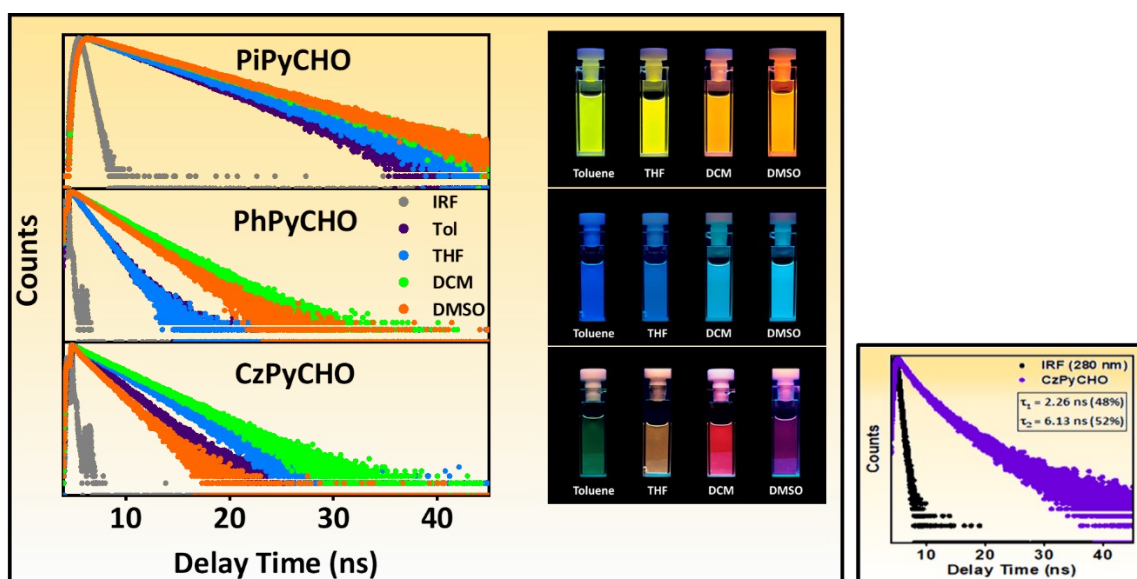 PiPyCHO
Toluene THF DCM DMSO
PhPyCHO
IRF
Tol
THF
DCM
DMSO
Toluene THF DCM DMSO
CzPyCHO
Toluene THF DCM DMSO
Counts
10 20 30 40
Delay Time (ns)
IRF (280 nm)
CzPyCHO
τ₁ = 2.26 ns (48%)
τ₂ = 6.13 ns (52%)
Counts
10 20 30 40
Delay Time (ns)